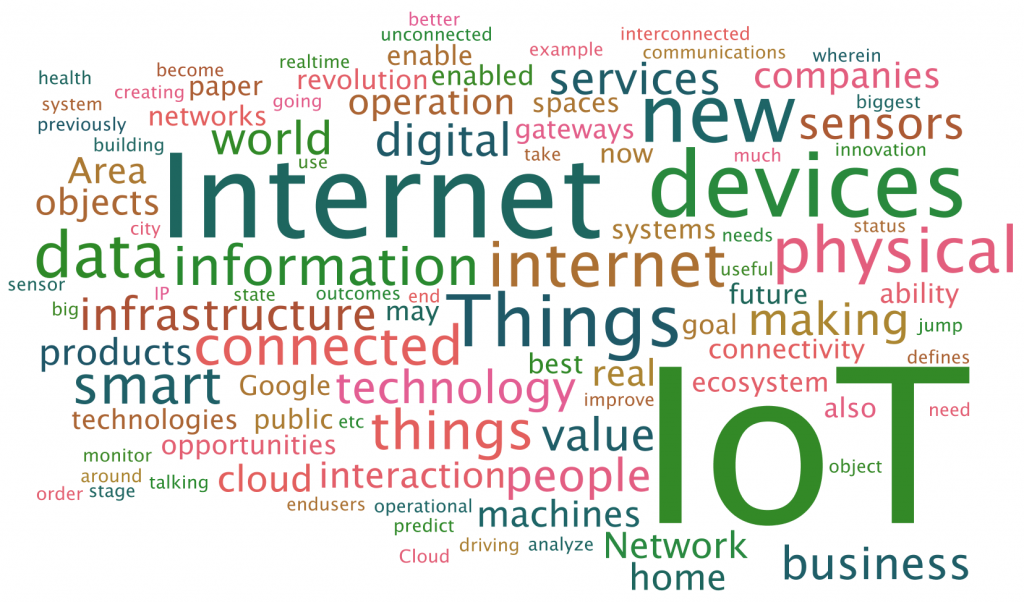 better
unconnected
interconnected
example
communications
enable
wherein
realtime
become
health
revolution
enabled
services
companies
creating
paper
going
operation
spaces
new
biggest
system
networks
previously
world
digital
gateways
sensors
building
use
take
now
much
innovation
Area
Internet
devices
objects
city
systems
needs
status
physical
data
information
internet
useful
sensor
IP
state
outcomes
end
future
ability
big
infrastructure
may
Things
goal
making
jump
products
connected
connectivity
defines
best
real
smart
Google
technology
improve
ecosystem
IoT
technologies
public
etc
things
value
also
need
opportunities
monitor
around
talking
cloud
interaction
people
object
order
stage
endusers
operational
machines
predict
Cloud
driving
analyze
Network
home
business